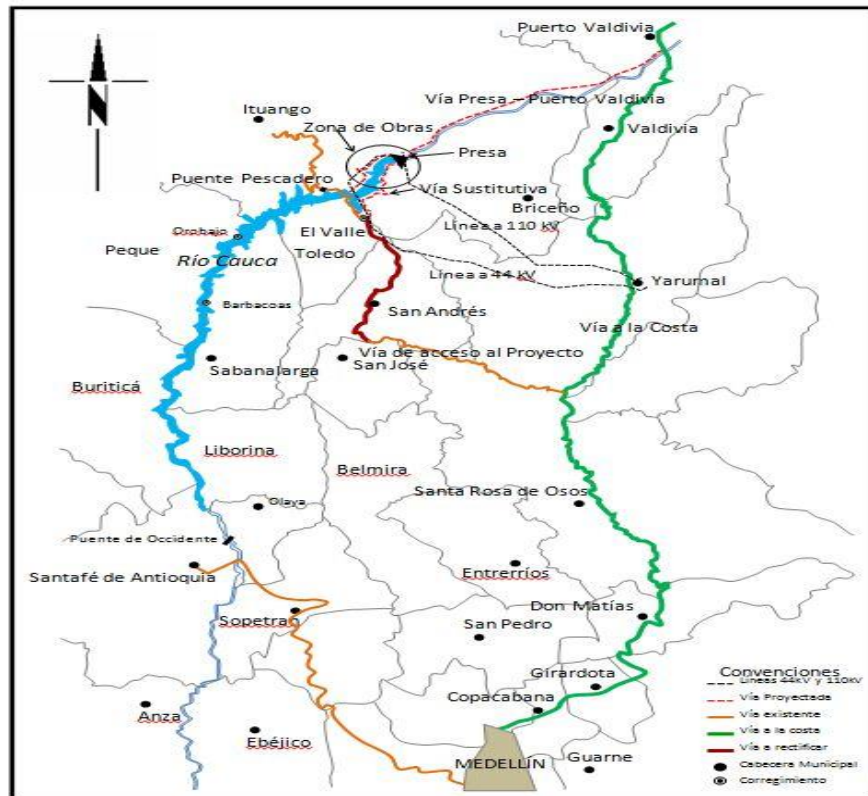 Puerto Valdivia
N
Ituango
Vía Presa – Puerto Valdivia
Zona de Obras
Valdivia
Presa
Puente Pescadero
Vía Sustitutiva
Briceño
Orobajo
El Valle
Línea a 110 kV
Peque
Río Cauca
Toledo
Línea a 44 kV
Yarumal
Barbacoas
San Andrés
Vía a la Costa
Vía de acceso al Proyecto
Sabanalarga
San José
Buriticá
Liborina
Belmira
Santa Rosa de Osos
Olaya
Puente de Occidente
Santafé de Antioquia
Entrerríos
Sopetran
Don Matías
San Pedro
Girardota
Copacabana
Anza
Ebéjico
MEDELLÍN
Guarne
Convenciones
Líneas 44kV y 110kv
Vía Proyectada
Vía existente
Vía a la costa
Vía a rectificar
Cabecera Municipal
Corregimiento